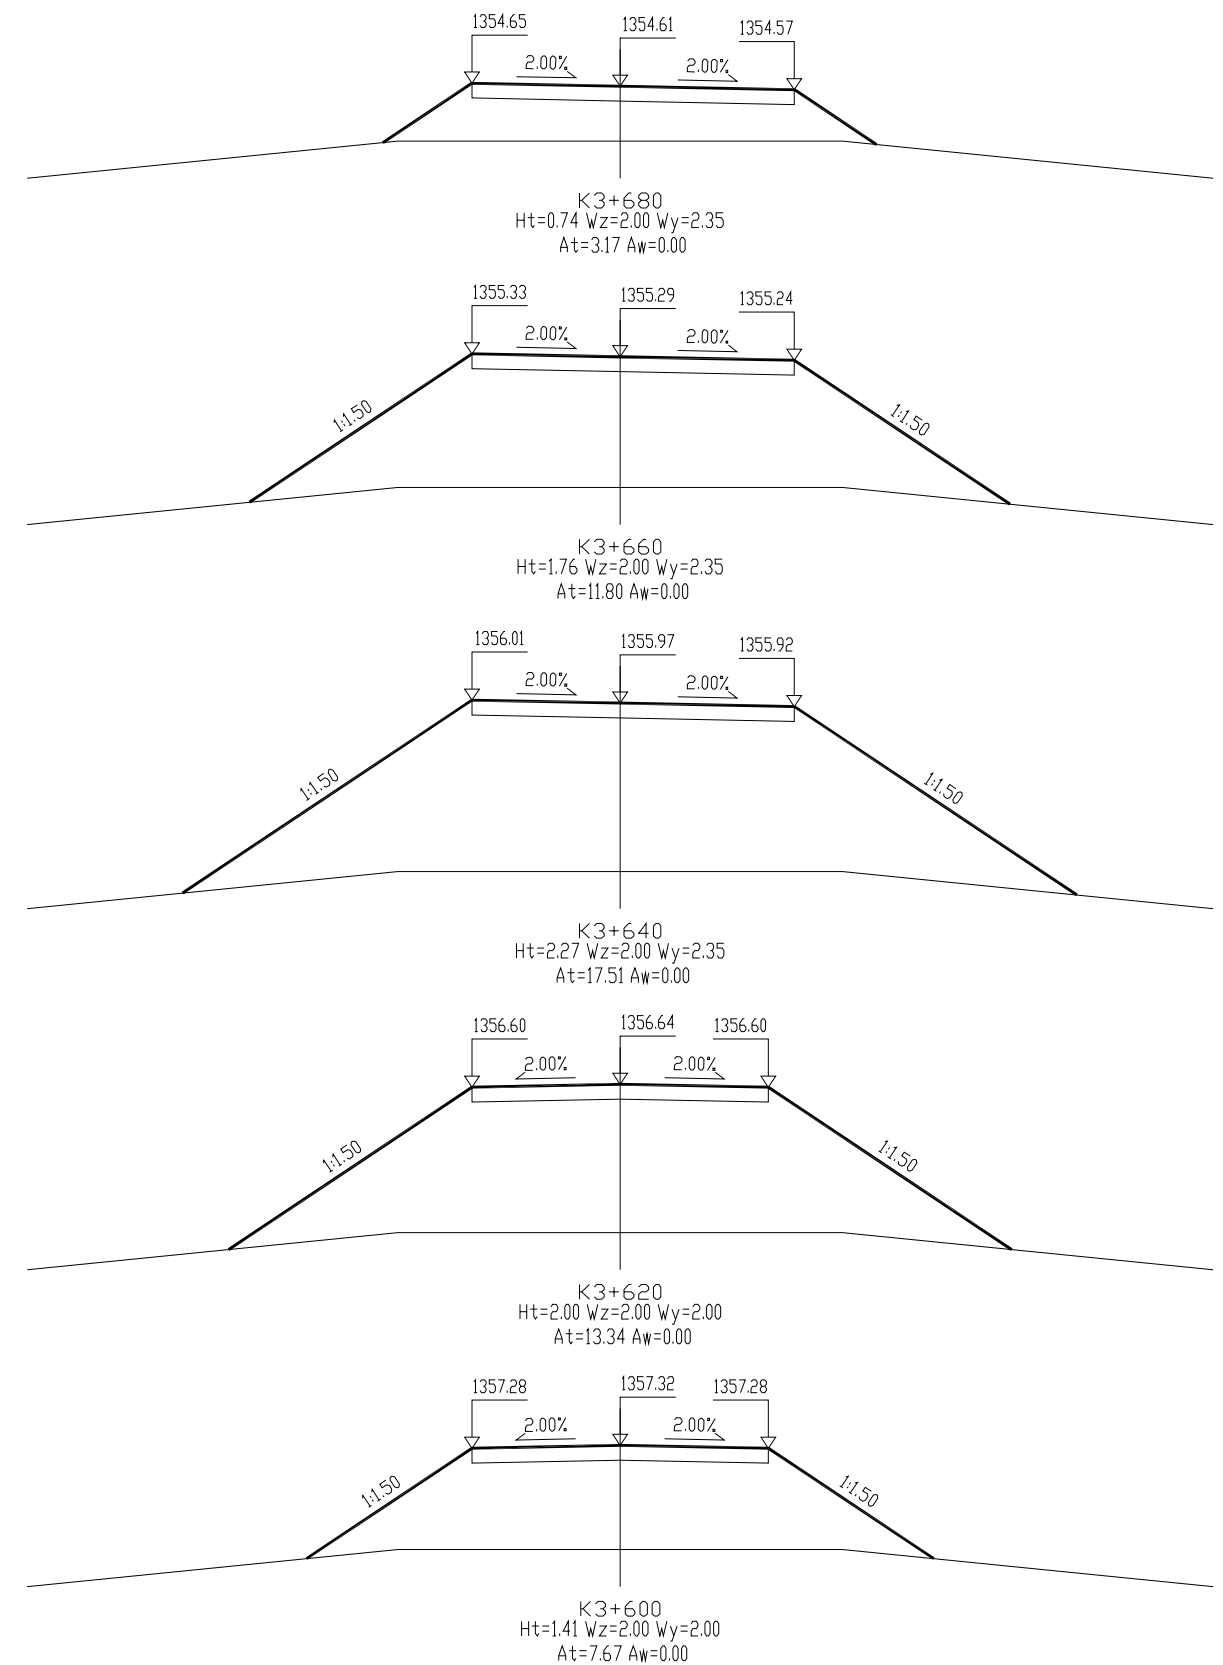 1354.65 1354.61 1354.57
2.00% 2.00%
K3+680
Ht=0.74 Wz=2.00 Wy=2.35
At=3.17 Aw=0.00
1355.33 1355.29 1355.24
2.00% 2.00%
1:1.50 1:1.50
K3+660
Ht=1.76 Wz=2.00 Wy=2.35
At=11.80 Aw=0.00
1356.01 1355.97 1355.92
2.00% 2.00%
1:1.50 1:1.50
K3+640
Ht=2.27 Wz=2.00 Wy=2.35
At=17.51 Aw=0.00
1356.60 1356.64 1356.60
2.00% 2.00%
1:1.50 1:1.50
K3+620
Ht=2.00 Wz=2.00 Wy=2.00
At=13.34 Aw=0.00
1357.28 1357.32 1357.28
2.00% 2.00%
1:1.50 1:1.50
K3+600
Ht=1.41 Wz=2.00 Wy=2.00
At=7.67 Aw=0.00